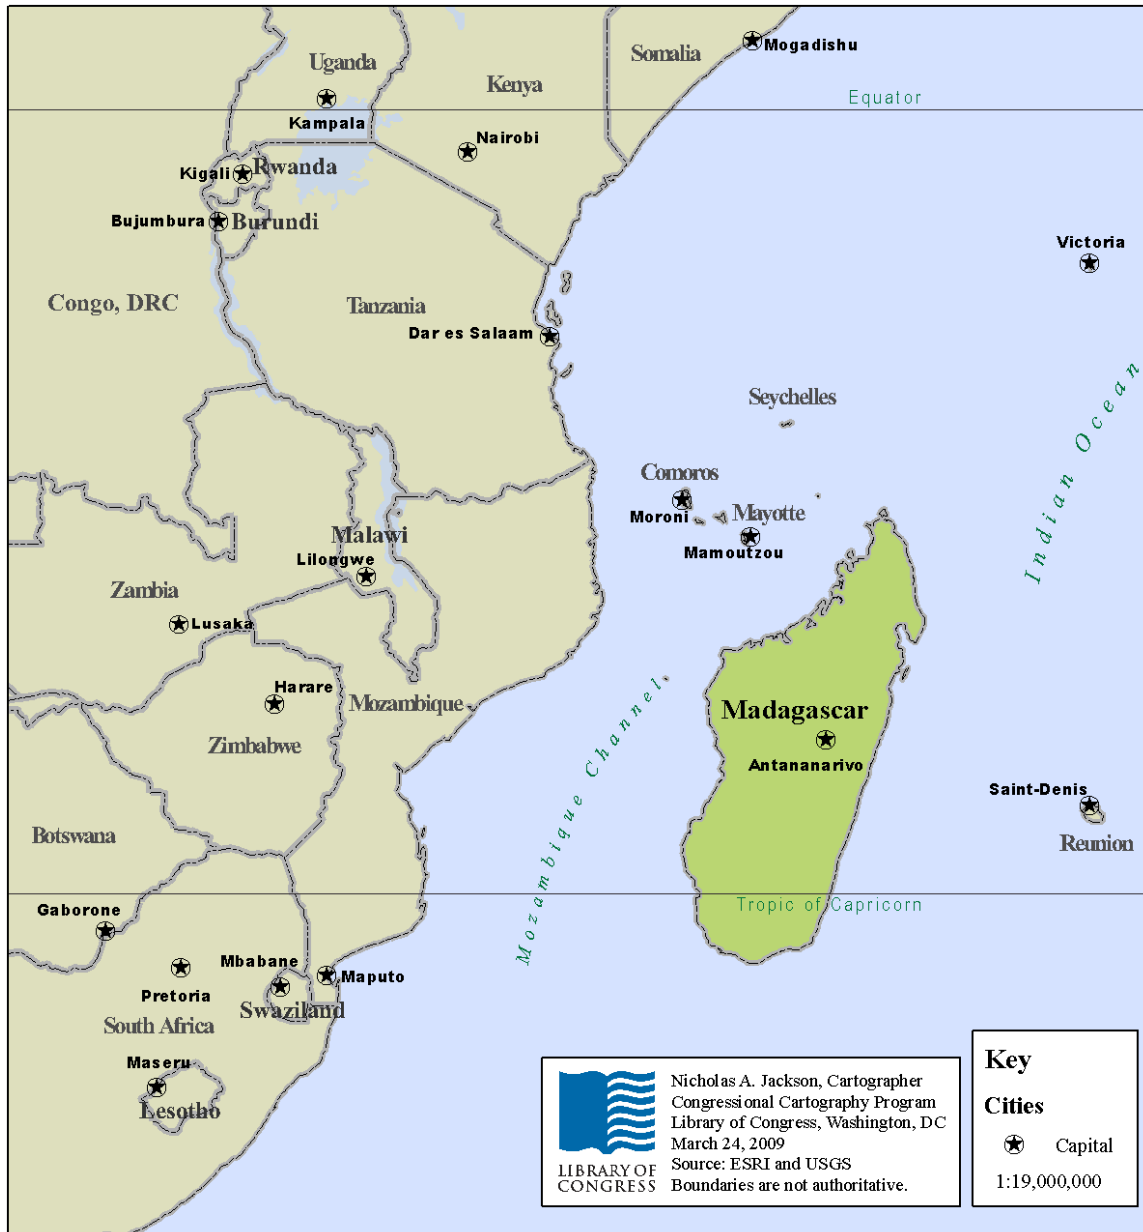 Mogadishu
Somalia
Uganda
Kenya
Equator
Kampala
Nairobi
Kigali
Rwanda
Bujumbura
Burundi
Victoria
Congo, DRC
Tanzania
Dar es Salaam
Seychelles
Indian Ocean
Comoros
Moroni
Mayotte
Mamoutzou
Malawi
Lilongwe
Zambia
Lusaka
Harare
Mozambique
Zimbabwe
Mozambique Channel
Madagascar
Antananarivo
Saint-Denis
Reunion
Botswana
Tropic of Capricorn
Gaborone
Mbabane
Maputo
Pretoria
Swaziland
South Africa
Maseru
Lesotho
LIBRARY OF
CONGRESS
Nicholas A. Jackson, Cartographer
Congressional Cartography Program
Library of Congress, Washington, DC
March 24, 2009
Source: ESRI and USGS
Boundaries are not authoritative.
Key
Cities
Capital
1:19,000,000